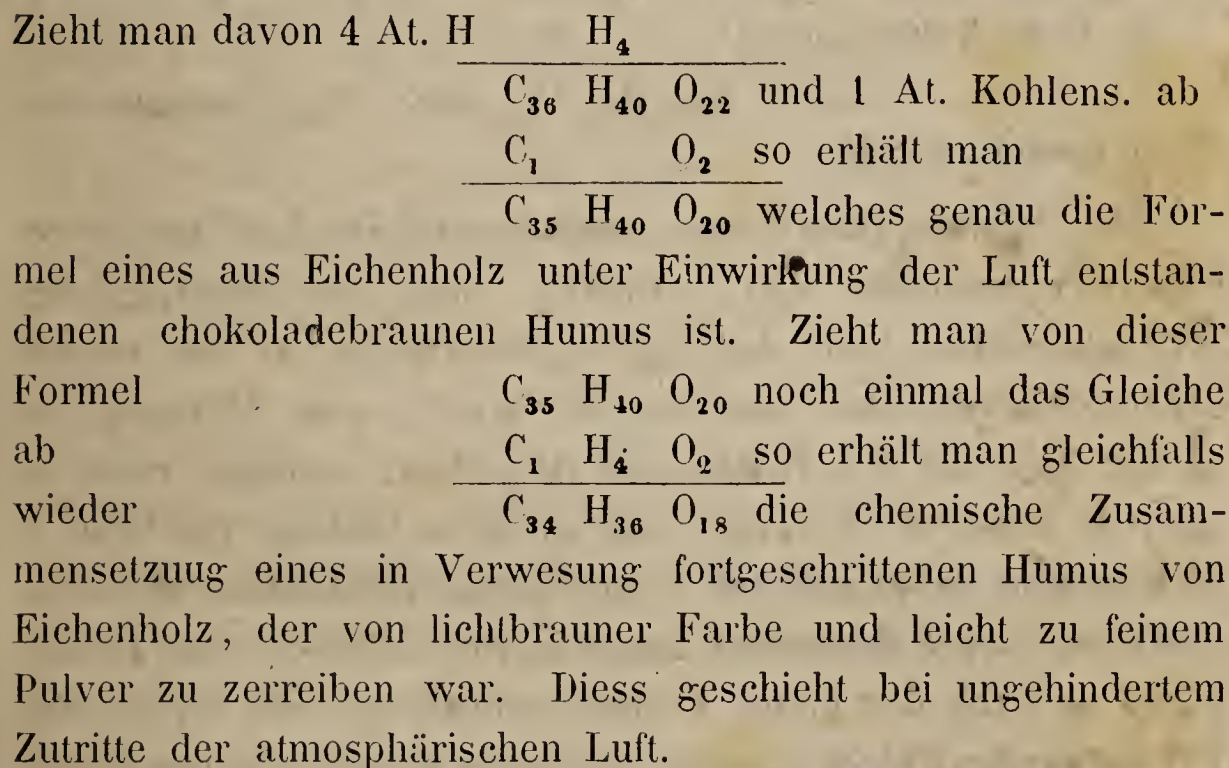 Zieht man davon 4 At. H H₄
C₃₆ H₄₀ O₂₂ und 1 At. Kohlens. ab
C₁ O₂ so erhält man
C₃₅ H₄₀ O₂₀ welches genau die For-
mel eines aus Eichenholz unter Einwirkung der Luft entstan-
denen chokoladebraunen Humus ist. Zieht man von dieser
Formel C₃₅ H₄₀ O₂₀ noch einmal das Gleiche
ab C₁ H₄ O₂ so erhält man gleichfalls
wieder C₃₄ H₃₆ O₁₈ die chemische Zusam-
mensetzuug eines in Verwesung fortgeschrittenen Humus von
Eichenholz, der von lichtbrauner Farbe und leicht zu feinem
Pulver zu zerreiben war. Diess geschieht bei ungehindertem
Zutritte der atmosphärischen Luft.